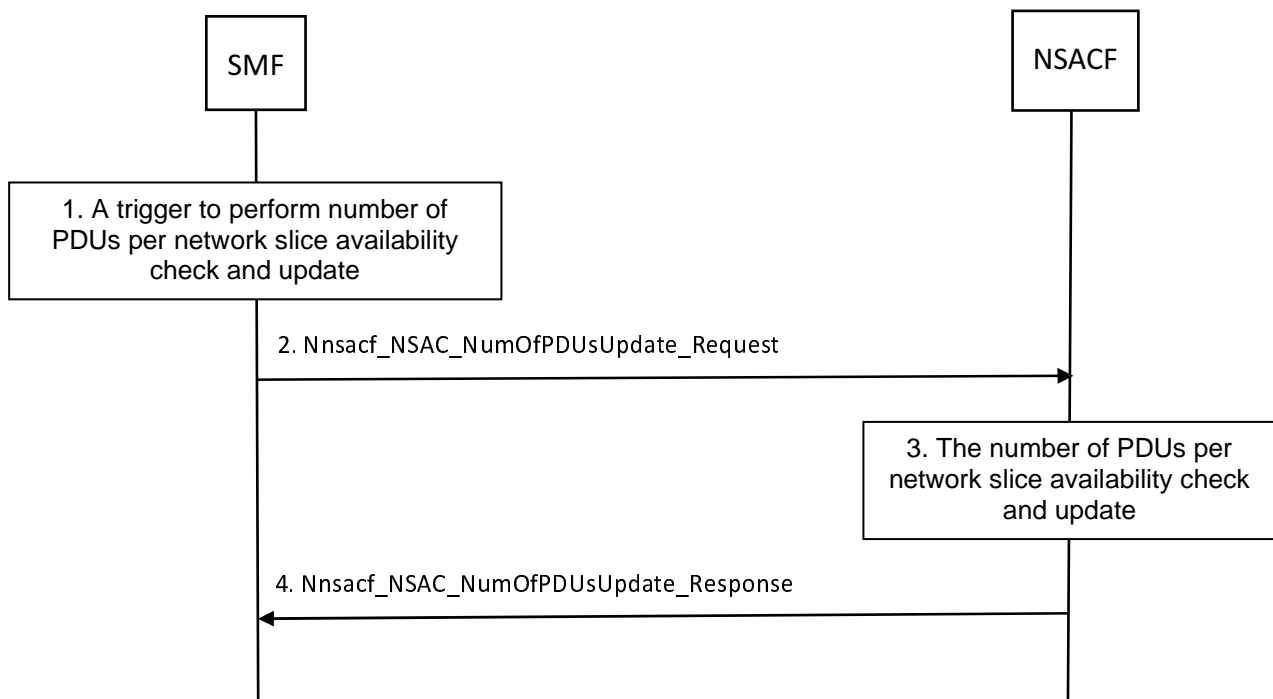 SMF
NSACF
1. A trigger to perform number of
PDUs per network slice availability
check and update
2. Nnsacf_NSAC_NumOfPDUsUpdate_Request
3. The number of PDUs per
network slice availability check
and update
4. Nnsacf_NSAC_NumOfPDUsUpdate_Response